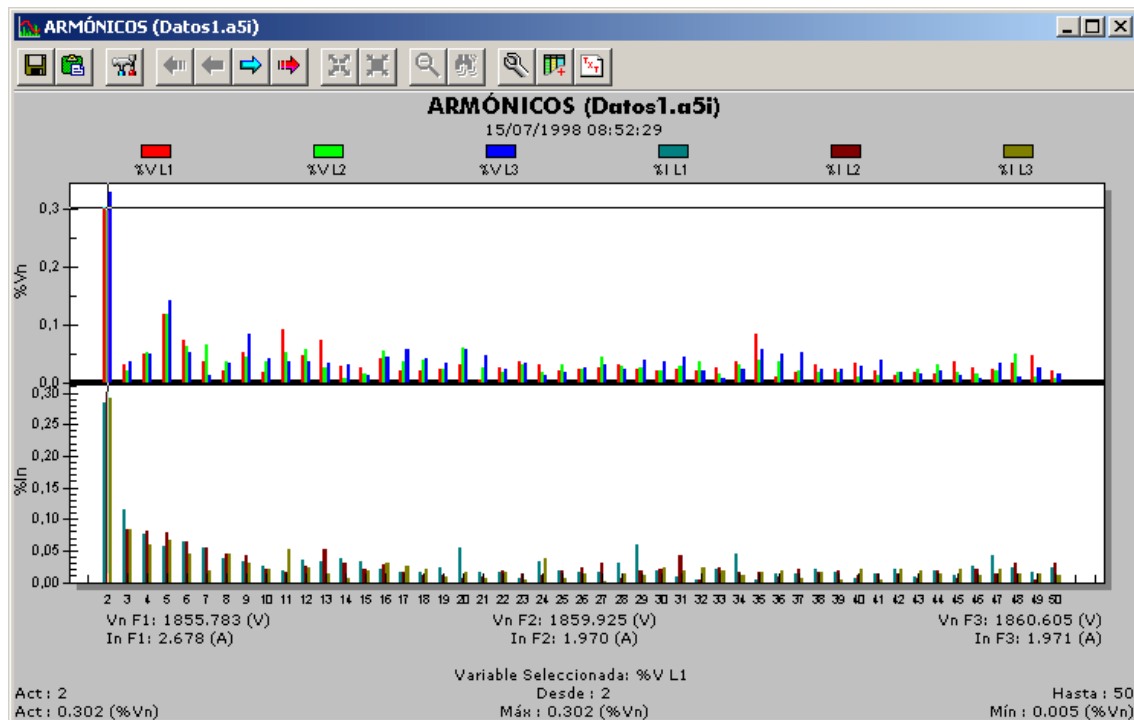 ARMÓNICOS (Datos1.a5i)
TXT
ARMÓNICOS (Datos1.a5i)
15/07/1998 08:52:29
%V L1 %V L2 %V L3 %I L1 %I L2 %I L3
%Vn
0,3
0,2
0,1
0,0
%In
0,30
0,25
0,20
0,15
0,10
0,05
0,00
2 3 4 5 6 7 8 9 10 11 12 13 14 15 16 17 18 19 20 21 22 23 24 25 26 27 28 29 30 31 32 33 34 35 36 37 38 39 40 41 42 43 44 45 46 47 48 49 50
Vn F1: 1855.783 (V) Vn F2: 1859.925 (V) Vn F3: 1860.605 (V)
In F1: 2.678 (A) In F2: 1.970 (A) In F3: 1.971 (A)
Variable Seleccionada: %V L1
Act: 2 Desde : 2 Hasta : 50
Act : 0.302 (%Vn) Máx : 0.302 (%Vn) Mín : 0.005 (%Vn)